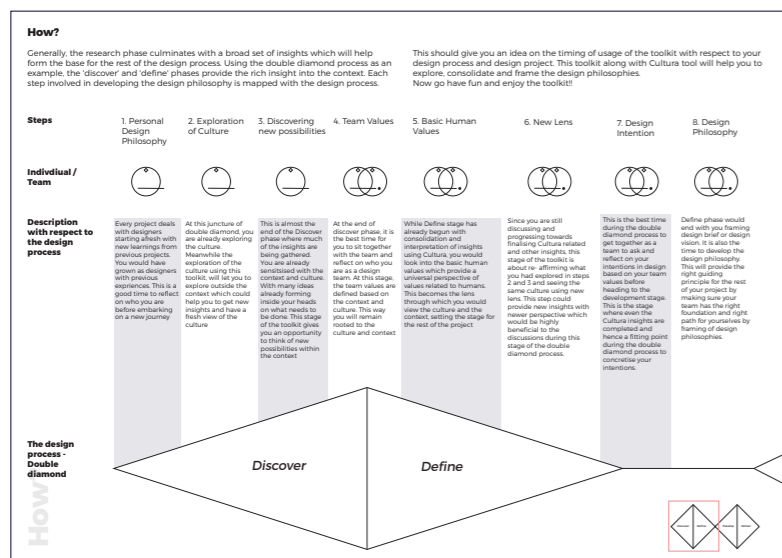 How?
Generally, the research phase culminates with a broad set of insights which will help
form the base for the rest of the design process. Using the double diamond process as an
example, the 'discover' and 'define' phases provide the rich insight into the context. Each
step involved in developing the design philosophy is mapped with the design process.
This should give you an idea on the timing of usage of the toolkit with respect to your
design process and design project. This toolkit along with Cultura tool will help you to
explore, consolidate and frame the design philosophies.
Now go have fun and enjoy the toolkit!!
Steps
1. Personal
Design
Philosophy
2. Exploration
of Culture
3. Discovering
new possibilities
4. Team Values
5. Basic Human
Values
6. New Lens
7. Design
Intention
8. Design
Philosophy
Indivdiual /
Team
Description
with respect to
the design
process
Every project deals
with designers
starting afresh with
new learnings from
previous projects.
You would have
grown as designers
with previous
expriences. This is a
good time to reflect
on who you are
before embarking
on a new journey
At this juncture of
double diamond,
you are already
exploring
the culture.
Meanwhile the
exploration of the
culture using this
toolkit, will let you to
explore outside the
context which could
help you to get new
insights and have a
fresh view of the
culture
This is almost the
end of the Discover
phase where much
of the insights are
being gathered.
You are already
sensitised with the
context and culture.
With many ideas
already forming
inside your heads
on what needs to
be done. This stage
of the toolkit gives
you an opportunity
to think of new
possibilities within
the context
At the end of
discover phase, it is
the best time for
you to sit together
with the team and
reflect on who you
are as a design
team. At this stage,
the team values are
defined based on
the context and
culture. This way
you will remain
rooted to the
culture and context
While Define stage has
already begun with
consolidation and
interpretation of insights
using Cultura, you would
look into the basic human
values which provide a
universal perspective of
values related to humans.
This becomes the lens
through which you would
view the culture and the
context, setting the stage for
the rest of the project
Since you are still
discussing and
progressing towards
finalising Cultura related
and other insights, this
stage of the toolkit is
about re- affirming what
you had explored in steps
2 and 3 and seeing the
same culture using new
lens. This step could
provide new insights with
newer perspective which
would be highly
beneficial to the
discussions during this
stage of the double
diamond process.
This is the best time
during the double
diamond process to
get together as a
team to ask and
reflect on your
intentions in design
based on your team
values before
heading to the
development stage.
This is the stage
where even the
Cultura insights are
completed and
hence a fitting point
during the double
diamond process to
concretise your
intentions.
Define phase would
end with you framing
design brief or design
vision. it is also the
time to develop the
design philosophy.
This will provide the
right guiding
principle for the rest
of your project by
making sure your
team has the right
foundation and right
path for yourselves by
framing of design
philosophies.
The design
process -
Double
diamond
Discover
Define
How?